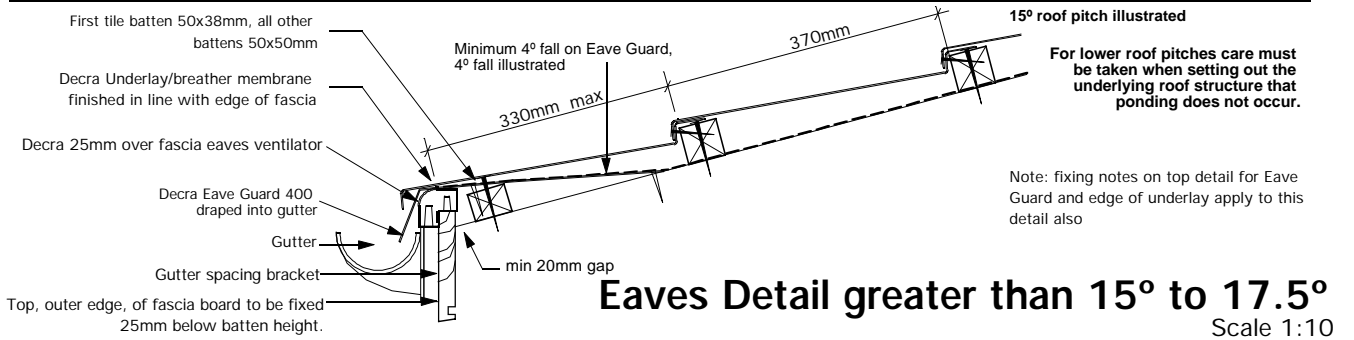 First tile batten 50x38mm, all other
battens 50x50mm
Decra Underlay/breather membrane
finished in line with edge of fascia
Decra 25mm over fascia eaves ventilator
Decra Eave Guard 400
draped into gutter
Gutter
Gutter spacing bracket
Top, outer edge, of fascia board to be fixed
25mm below batten height.
Minimum 4º fall on Eave Guard,
4º fall illustrated
330mm max
370mm
min 20mm gap
15º roof pitch illustrated
For lower roof pitches care must
be taken when setting out the
underlying roof structure that
ponding does not occur.
Note: fixing notes on top detail for Eave
Guard and edge of underlay apply to this
detail also
Eaves Detail greater than 15º to 17.5º
Scale 1:10